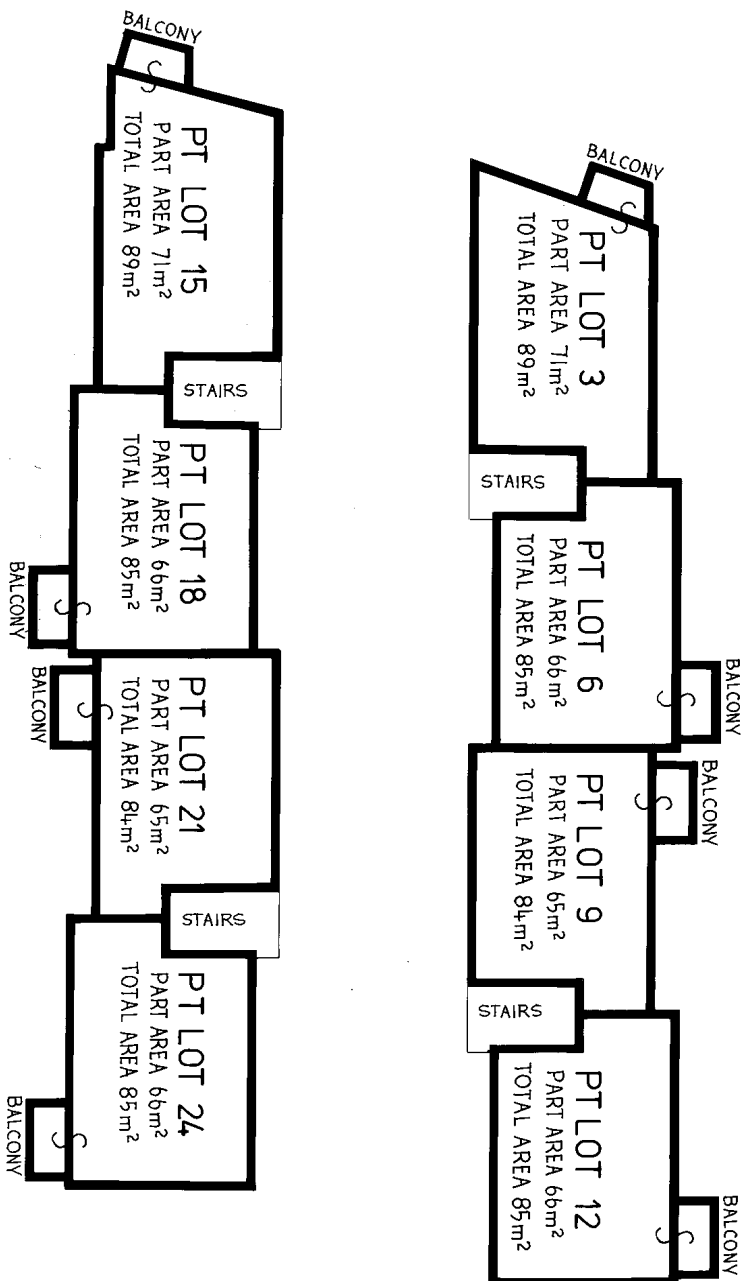 BALCONY
PT LOT 15
PART AREA 71m²
TOTAL AREA 89m²
STAIRS
PT LOT 18
PART AREA 66m²
TOTAL AREA 85m²
BALCONY
PT LOT 21
PART AREA 65m²
TOTAL AREA 84m²
BALCONY
STAIRS
PT LOT 24
PART AREA 66m²
TOTAL AREA 85m²
BALCONY
BALCONY
PT LOT 3
PART AREA 71m²
TOTAL AREA 89m²
STAIRS
PT LOT 6
PART AREA 66m²
TOTAL AREA 85m²
BALCONY
PT LOT 9
PART AREA 65m²
TOTAL AREA 84m²
BALCONY
STAIRS
PT LOT 12
PART AREA 66m²
TOTAL AREA 85m²
BALCONY